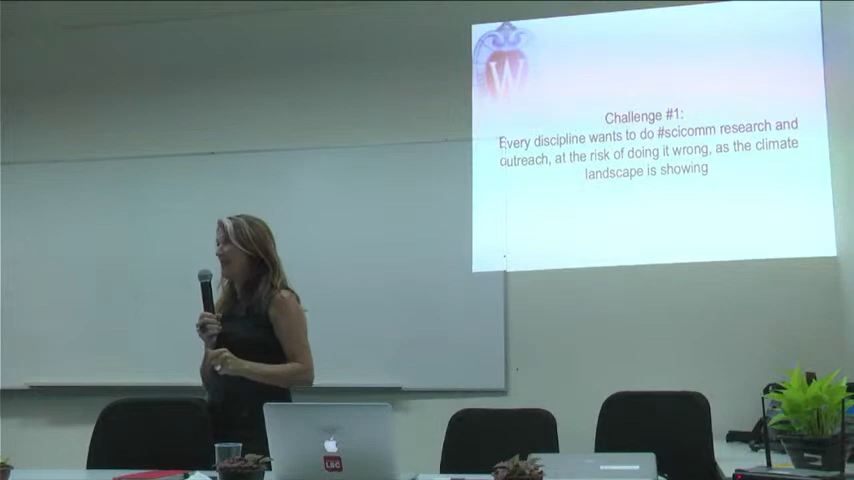 W
Challenge #1:
Every discipline wants to do #scicomm research and
outreach, at the risk of doing it wrong, as the climate
landscape is showing